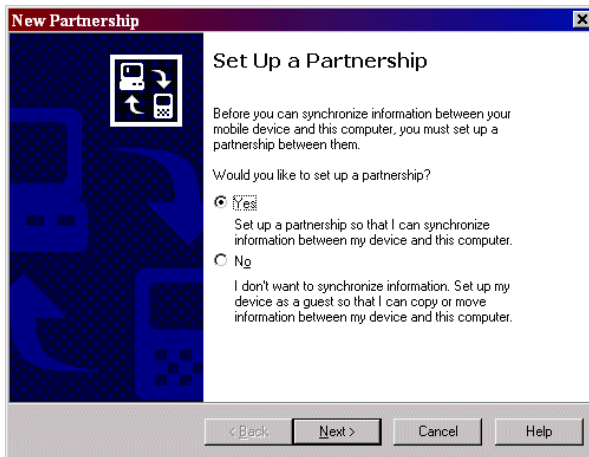 New Partnership
Set Up a Partnership
Before you can synchronize information between your
mobile device and this computer, you must set up a
partnership between them.
Would you like to set up a partnership?
Yes
Set up a partnership so that I can synchronize
information between my device and this computer.
No
I don't want to synchronize information. Set up my
device as a guest so that I can copy or move
information between my device and this computer.
< Back Next > Cancel Help